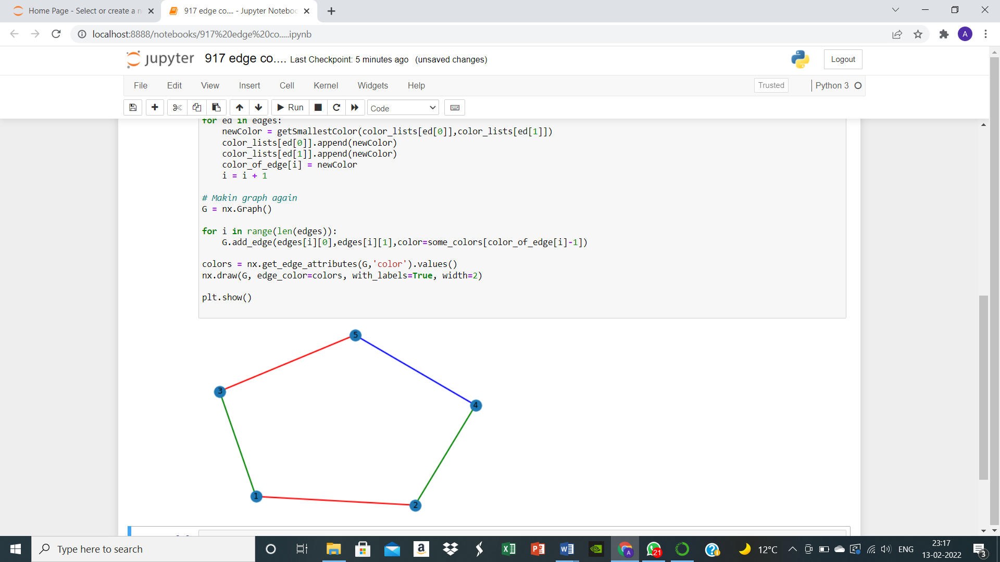 Home Page - Select or create a n
917 edge co.... - Jupyter Noteboo
localhost:8888/notebooks/917%20edge%20co.....ipynb
A
jupyter 917 edge co.... Last Checkpoint: 5 minutes ago (unsaved changes)
Logout
File Edit View Insert Cell Kernel Widgets Help
Trusted
Python 3
Run
Code
for ed in edges:
    newColor = getSmallestColor(color_lists[ed[0]],color_lists[ed[1]])
    color_lists[ed[0]].append(newColor)
    color_lists[ed[1]].append(newColor)
    color_of_edge[i] = newColor
    i = i + 1
# Makin graph again
G = nx.Graph()
for i in range(len(edges)):
    G.add_edge(edges[i][0],edges[i][1],color=some_colors[color_of_edge[i]-1])
colors = nx.get_edge_attributes(G,'color').values()
nx.draw(G, edge_color=colors, with_labels=True, width=2)
plt.show()
5
3
4
1
2
Type here to search
21
12°C
ENG
23:17
13-02-2022
3